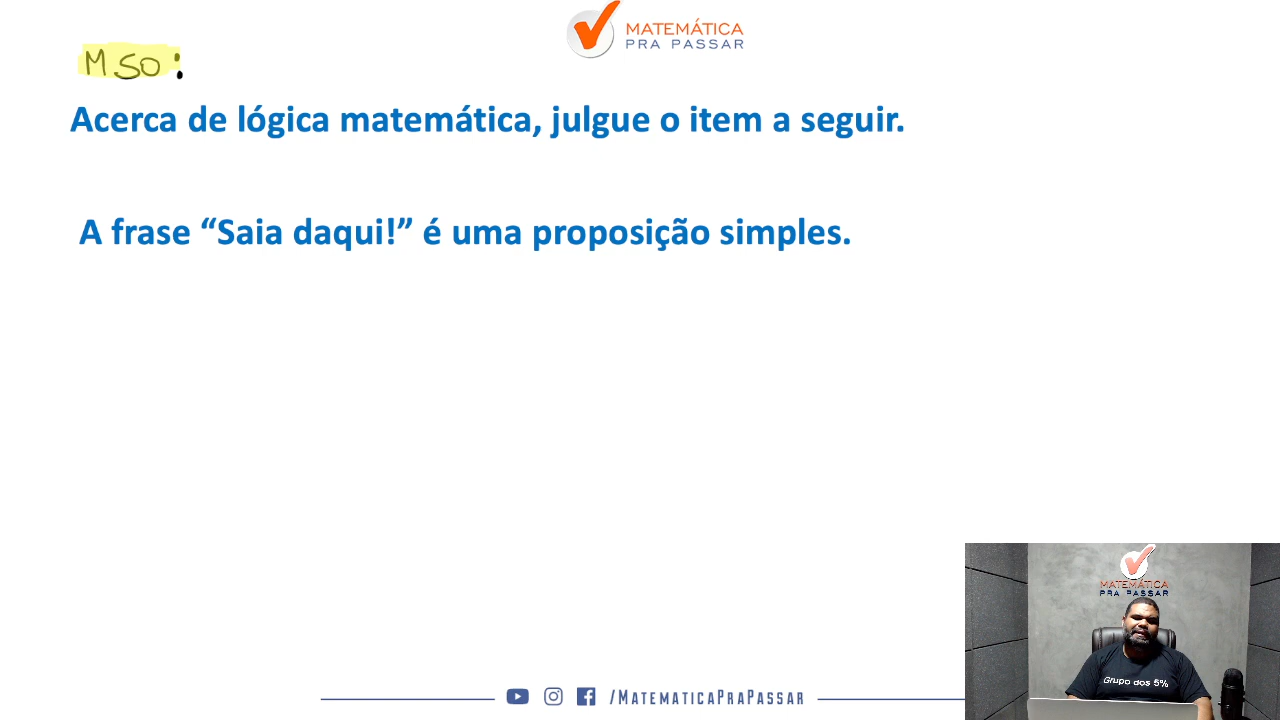 MATEMÁTICA
PRA PASSAR
MSO:
Acerca de lógica matemática, julgue o item a seguir.
A frase “Saia daqui!” é uma proposição simples.
MATEMÁTICA
PRA PASSAR
Grupo dos 5%
/MATEMATICAPRAPASSAR